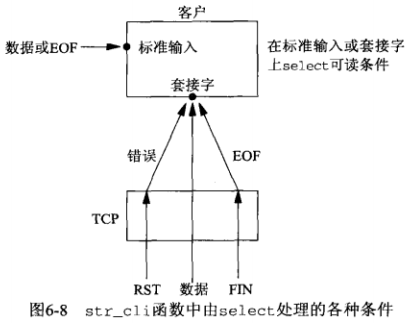 客户
数据或EOF
标准输入
在标准输入或套接字
上select可读条件
套接字
错误
EOF
TCP
RST
数据
FIN
图6-8 str_cli函数中由select处理的各种条件